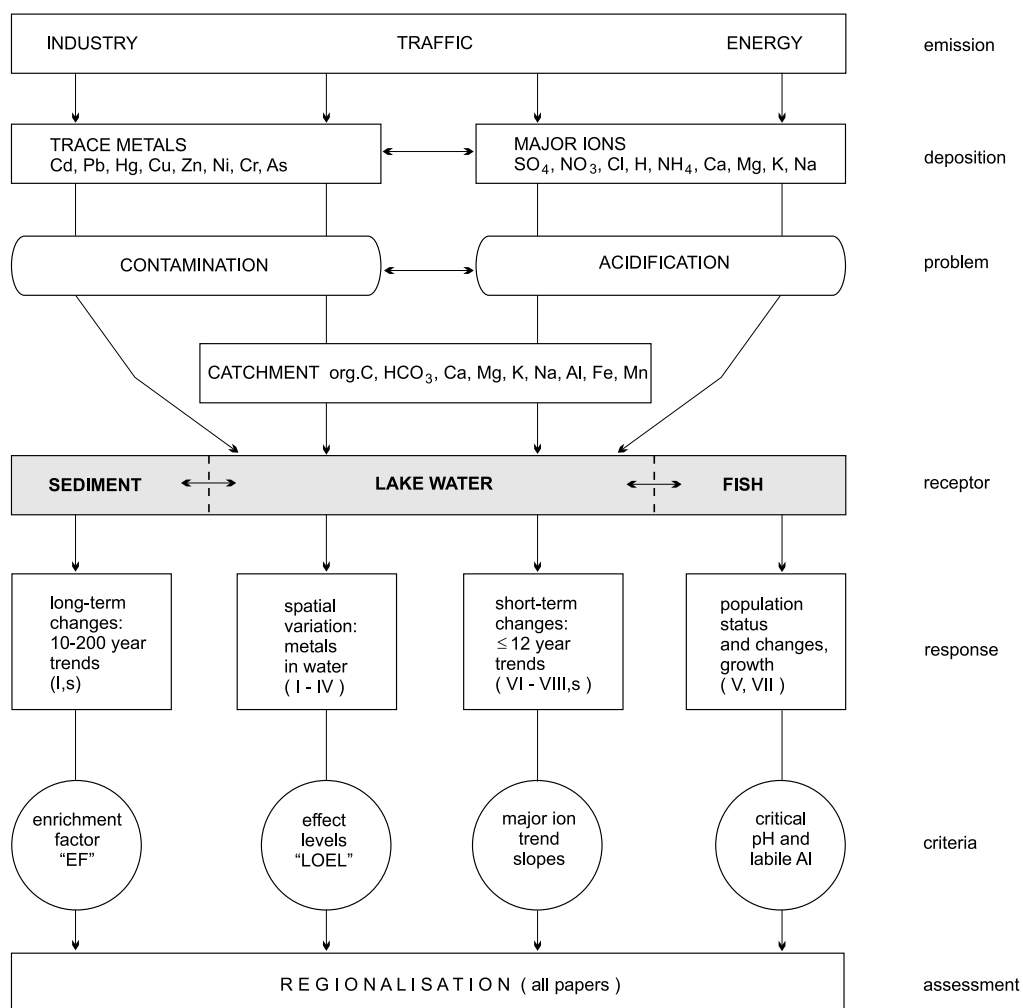 INDUSTRY TRAFFIC ENERGY emission
TRACE METALS
Cd, Pb, Hg, Cu, Zn, Ni, Cr, As
MAJOR IONS
SO₄, NO₃, Cl, H, NH₄, Ca, Mg, K, Na
deposition
CONTAMINATION
ACIDIFICATION
problem
CATCHMENT org.C, HCO₃, Ca, Mg, K, Na, Al, Fe, Mn
SEDIMENT LAKE WATER FISH receptor
long-term
changes:
10-200 year
trends
(I,s)
spatial
variation:
metals
in water
( I - IV )
short-term
changes:
≤ 12 year
trends
( VI - VIII,s )
population
status
and changes,
growth
( V, VII )
response
enrichment
factor
“EF”
effect
levels
“LOEL”
major ion
trend
slopes
critical
pH and
labile Al
criteria
REGIONALISATION ( all papers )
assessment